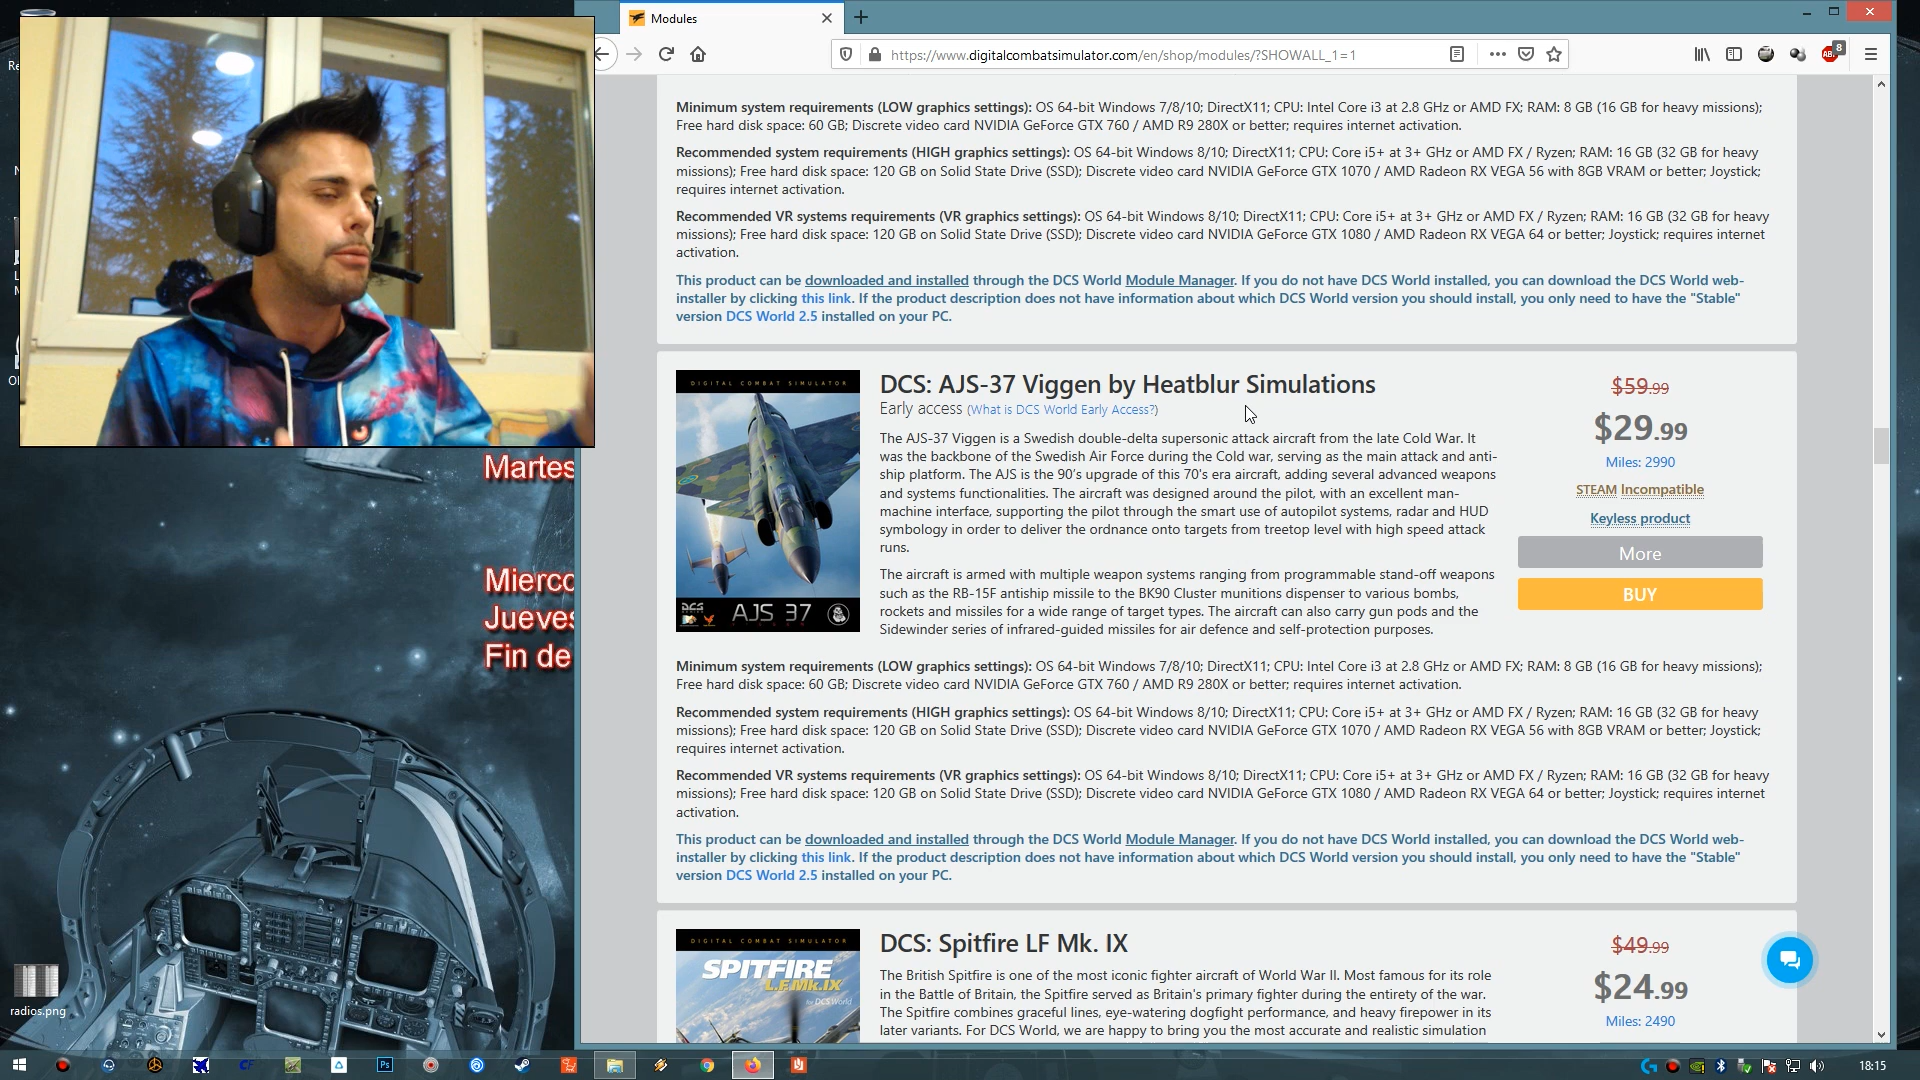 Modules
https://www.digitalcombatsimulator.com/en/shop/modules/?SHOWALL_1=1
8
Minimum system requirements (LOW graphics settings): OS 64-bit Windows 7/8/10; DirectX11; CPU: Intel Core i3 at 2.8 GHz or AMD FX; RAM: 8 GB (16 GB for heavy missions);
Free hard disk space: 60 GB; Discrete video card NVIDIA GeForce GTX 760 / AMD R9 280X or better; requires internet activation.
Recommended system requirements (HIGH graphics settings): OS 64-bit Windows 8/10; DirectX11; CPU: Core i5+ at 3+ GHz or AMD FX / Ryzen; RAM: 16 GB (32 GB for heavy
missions); Free hard disk space: 120 GB on Solid State Drive (SSD); Discrete video card NVIDIA GeForce GTX 1070 / AMD Radeon RX VEGA 56 with 8GB VRAM or better; Joystick;
requires internet activation.
Recommended VR systems requirements (VR graphics settings): OS 64-bit Windows 8/10; DirectX11; CPU: Core i5+ at 3+ GHz or AMD FX / Ryzen; RAM: 16 GB (32 GB for heavy
missions); Free hard disk space: 120 GB on Solid State Drive (SSD); Discrete video card NVIDIA GeForce GTX 1080 / AMD Radeon RX VEGA 64 or better; Joystick; requires internet
activation.
This product can be downloaded and installed through the DCS World Module Manager. If you do not have DCS World installed, you can download the DCS World web-
installer by clicking this link. If the product description does not have information about which DCS World version you should install, you only need to have the "Stable"
version DCS World 2.5 installed on your PC.
DIGITAL COMBAT SIMULATOR
AJS 37
DCS: AJS-37 Viggen by Heatblur Simulations
Early access (What is DCS World Early Access?)
The AJS-37 Viggen is a Swedish double-delta supersonic attack aircraft from the late Cold War. It
was the backbone of the Swedish Air Force during the Cold war, serving as the main attack and anti-
ship platform. The AJS is the 90's upgrade of this 70's era aircraft, adding several advanced weapons
and systems functionalities. The aircraft was designed around the pilot, with an excellent man-
machine interface, supporting the pilot through the smart use of autopilot systems, radar and HUD
symbology in order to deliver the ordnance onto targets from treetop level with high speed attack
runs.
The aircraft is armed with multiple weapon systems ranging from programmable stand-off weapons
such as the RB-15F antiship missile to the BK90 Cluster munitions dispenser to various bombs,
rockets and missiles for a wide range of target types. The aircraft can also carry gun pods and the
Sidewinder series of infrared-guided missiles for air defence and self-protection purposes.
$59.99
$29.99
Miles: 2990
STEAM Incompatible
Keyless product
More
BUY
Minimum system requirements (LOW graphics settings): OS 64-bit Windows 7/8/10; DirectX11; CPU: Intel Core i3 at 2.8 GHz or AMD FX; RAM: 8 GB (16 GB for heavy missions);
Free hard disk space: 60 GB; Discrete video card NVIDIA GeForce GTX 760 / AMD R9 280X or better; requires internet activation.
Recommended system requirements (HIGH graphics settings): OS 64-bit Windows 8/10; DirectX11; CPU: Core i5+ at 3+ GHz or AMD FX / Ryzen; RAM: 16 GB (32 GB for heavy
missions); Free hard disk space: 120 GB on Solid State Drive (SSD); Discrete video card NVIDIA GeForce GTX 1070 / AMD Radeon RX VEGA 56 with 8GB VRAM or better; Joystick;
requires internet activation.
Recommended VR systems requirements (VR graphics settings): OS 64-bit Windows 8/10; DirectX11; CPU: Core i5+ at 3+ GHz or AMD FX / Ryzen; RAM: 16 GB (32 GB for heavy
missions); Free hard disk space: 120 GB on Solid State Drive (SSD); Discrete video card NVIDIA GeForce GTX 1080 / AMD Radeon RX VEGA 64 or better; Joystick; requires internet
activation.
This product can be downloaded and installed through the DCS World Module Manager. If you do not have DCS World installed, you can download the DCS World web-
installer by clicking this link. If the product description does not have information about which DCS World version you should install, you only need to have the "Stable"
version DCS World 2.5 installed on your PC.
DIGITAL COMBAT SIMULATOR
SPITFIRE
L.F.Mk.IX
for DCS World
DCS: Spitfire LF Mk. IX
The British Spitfire is one of the most iconic fighter aircraft of World War II. Most famous for its role
in the Battle of Britain, the Spitfire served as Britain's primary fighter during the entirety of the war.
The Spitfire combines graceful lines, eye-watering dogfight performance, and heavy firepower in its
later variants. For DCS World, we are happy to bring you the most accurate and realistic simulation
$49.99
$24.99
Miles: 2490
Martes
Mierco
Jueves
Fin de
radios.png
18:15